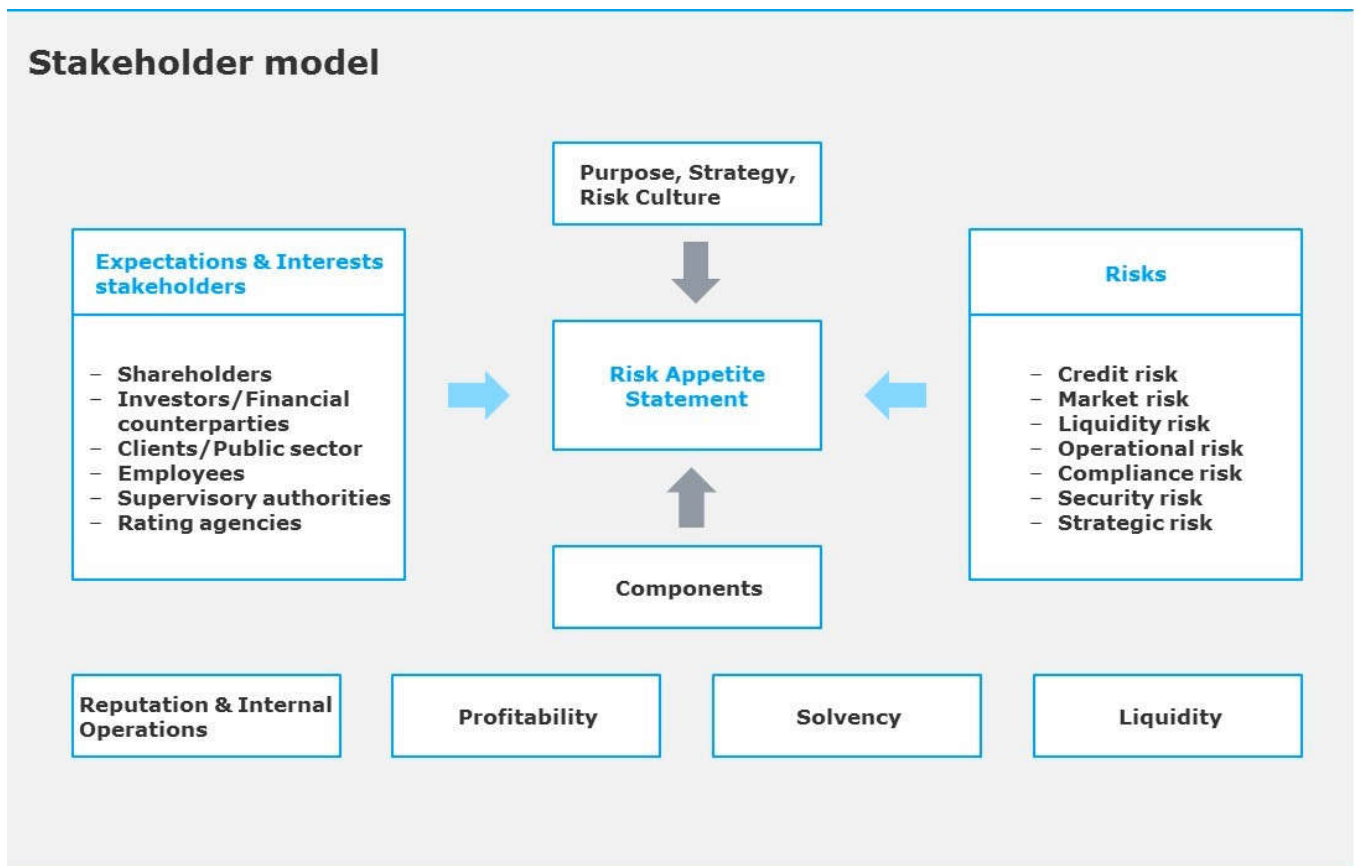 Stakeholder model
Purpose, Strategy,
Risk Culture
Expectations & Interests
stakeholders
– Shareholders
– Investors/Financial
counterparties
– Clients/Public sector
– Employees
– Supervisory authorities
– Rating agencies
Risk Appetite
Statement
Risks
– Credit risk
– Market risk
– Liquidity risk
– Operational risk
– Compliance risk
– Security risk
– Strategic risk
Components
Reputation & Internal
Operations
Profitability
Solvency
Liquidity